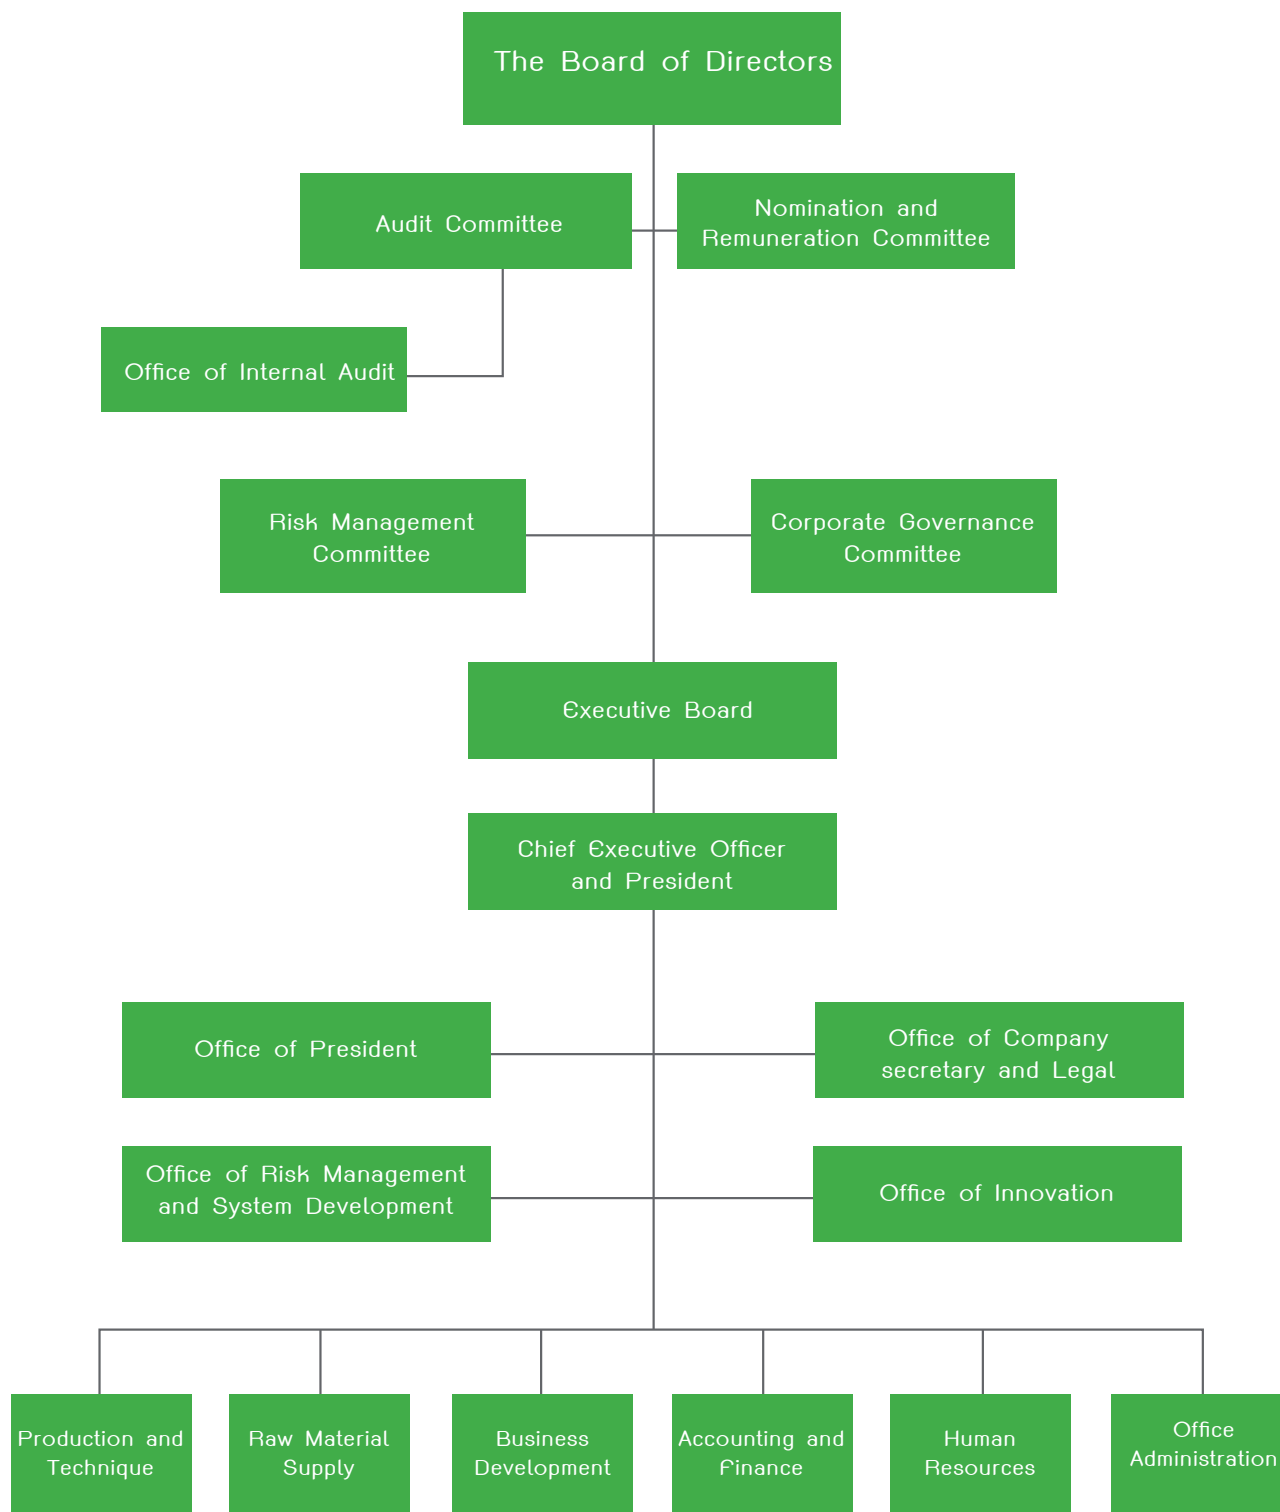 The Board of Directors
Audit Committee
Nomination and
Remuneration Committee
Office of Internal Audit
Risk Management
Committee
Corporate Governance
Committee
Executive Board
Chief Executive Officer
and President
Office of President
Office of Company
secretary and Legal
Office of Risk Management
and System Development
Office of Innovation
Production and
Technique
Raw Material
Supply
Business
Development
Accounting and
Finance
Human
Resources
Office
Administration